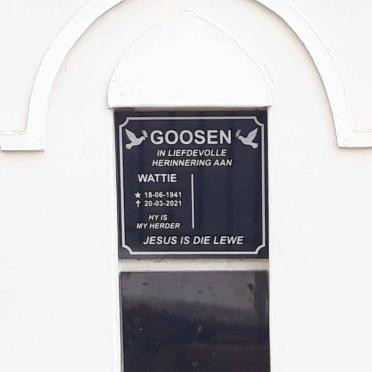 GOOSEN
IN LIEFDEVOLLE
HERINNERING AAN
WATTIE
★ 18-06-1941
✝ 20-03-2021
HY IS
MY HERDER
JESUS IS DIE LEWE